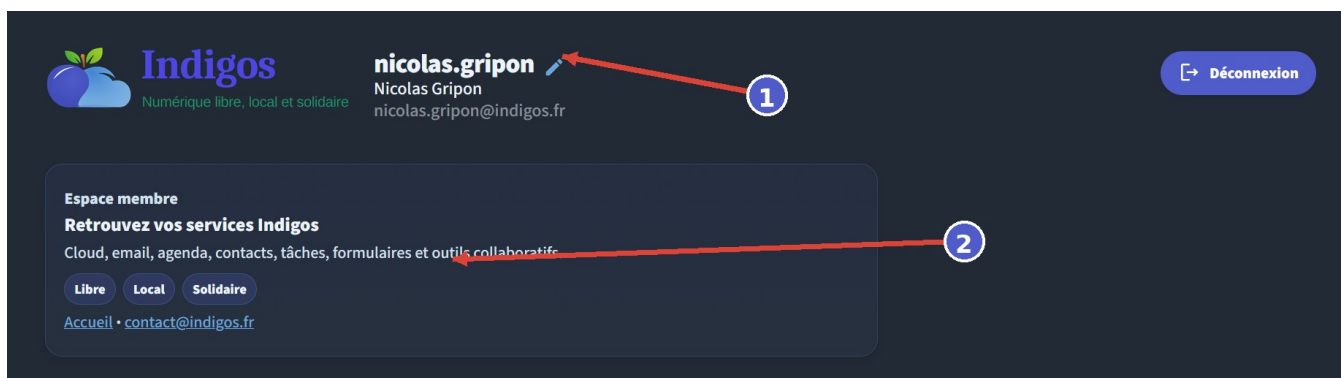 Indigos
Numérique libre, local et solidaire
nicolas.gripon
Nicolas Gripon
nicolas.gripon@indigos.fr
1
Déconnexion
Espace membre
Retrouvez vos services Indigos
Cloud, email, agenda, contacts, tâches, formulaires et outils collaboratifs
2
Libre Local Solidaire
Accueil • contact@indigos.fr